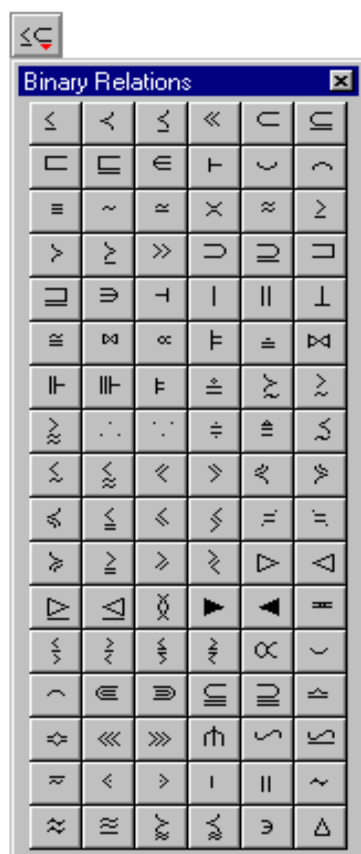 ≤⊆
Binary Relations
≤ ≺ ⪯ ≪ ⊂ ⊆
⊏ ⊑ ∈ ⊢ ⌣ ⌢
≡ ~ ≃ ≍ ≈ ≥
≻ ⪰ ≫ ⊃ ⊇ ⊐
⊒ ∋ ⊣ ∣ ∥ ⊥
≅ ⋈ ∝ ⊧ ≐ ⋈
⊩ ⊪ ⊨ ≗ ≿ ≳
⪆ ∴ ∵ ≑ ≜ ≾
≲ ⪅ ⋜ ⋝ ⋞ ⋟
≼ ≦ ⩽ ≶ ≓ ≒
≽ ≧ ⩾ ≷ ▷ ◁
⊵ ⊴ ≬ ▶ ◀ ≖
⋚ ⋛ ⪋ ⪌ ∝ ⌣
⌢ ⋐ ⋑ ⫅ ⫆ ≏
≎ ⋘ ⋙ ⋔ ∽ ⋍
⌅ ⋖ ⋗ ∣ ∥ ∼
≈ ≊ ⪸ ⪷ ∍ △